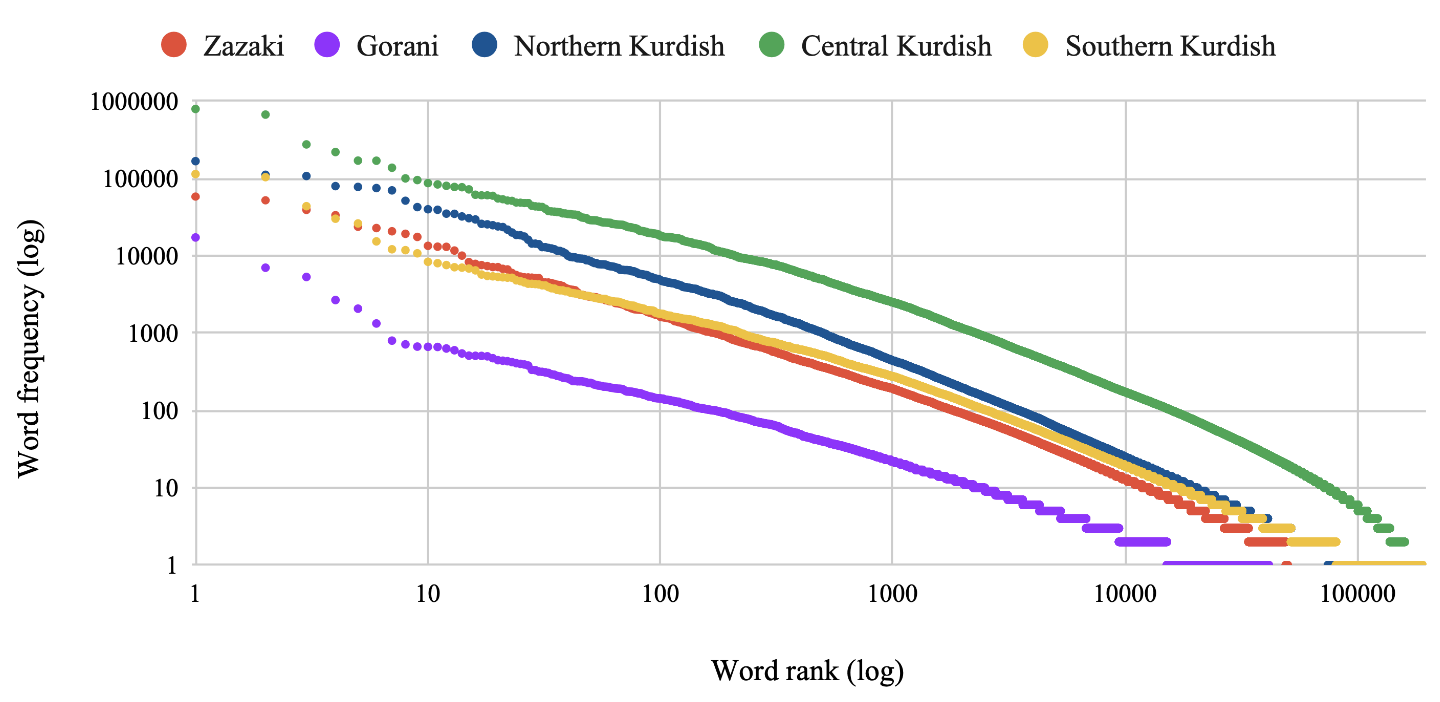 Zazaki Gorani Northern Kurdish Central Kurdish Southern Kurdish
1000000
100000
10000
1000
100
10
1
Word frequency (log)
1 10 100 1000 10000 100000
Word rank (log)